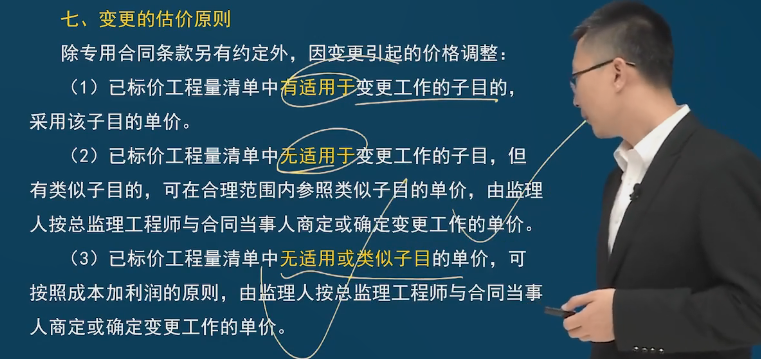 七、变更的估价原则
除专用合同条款另有约定外，因变更引起的价格调整：
（1）已标价工程量清单中有适用于变更工作的子目的，
采用该子目的单价。
（2）已标价工程量清单中无适用于变更工作的子目，但
有类似子目的，可在合理范围内参照类似子目的单价，由监理
人按总监理工程师与合同当事人商定或确定变更工作的单价。
（3）已标价工程量清单中无适用或类似子目的单价，可
按照成本加利润的原则，由监理人按总监理工程师与合同当事
人商定或确定变更工作的单价。